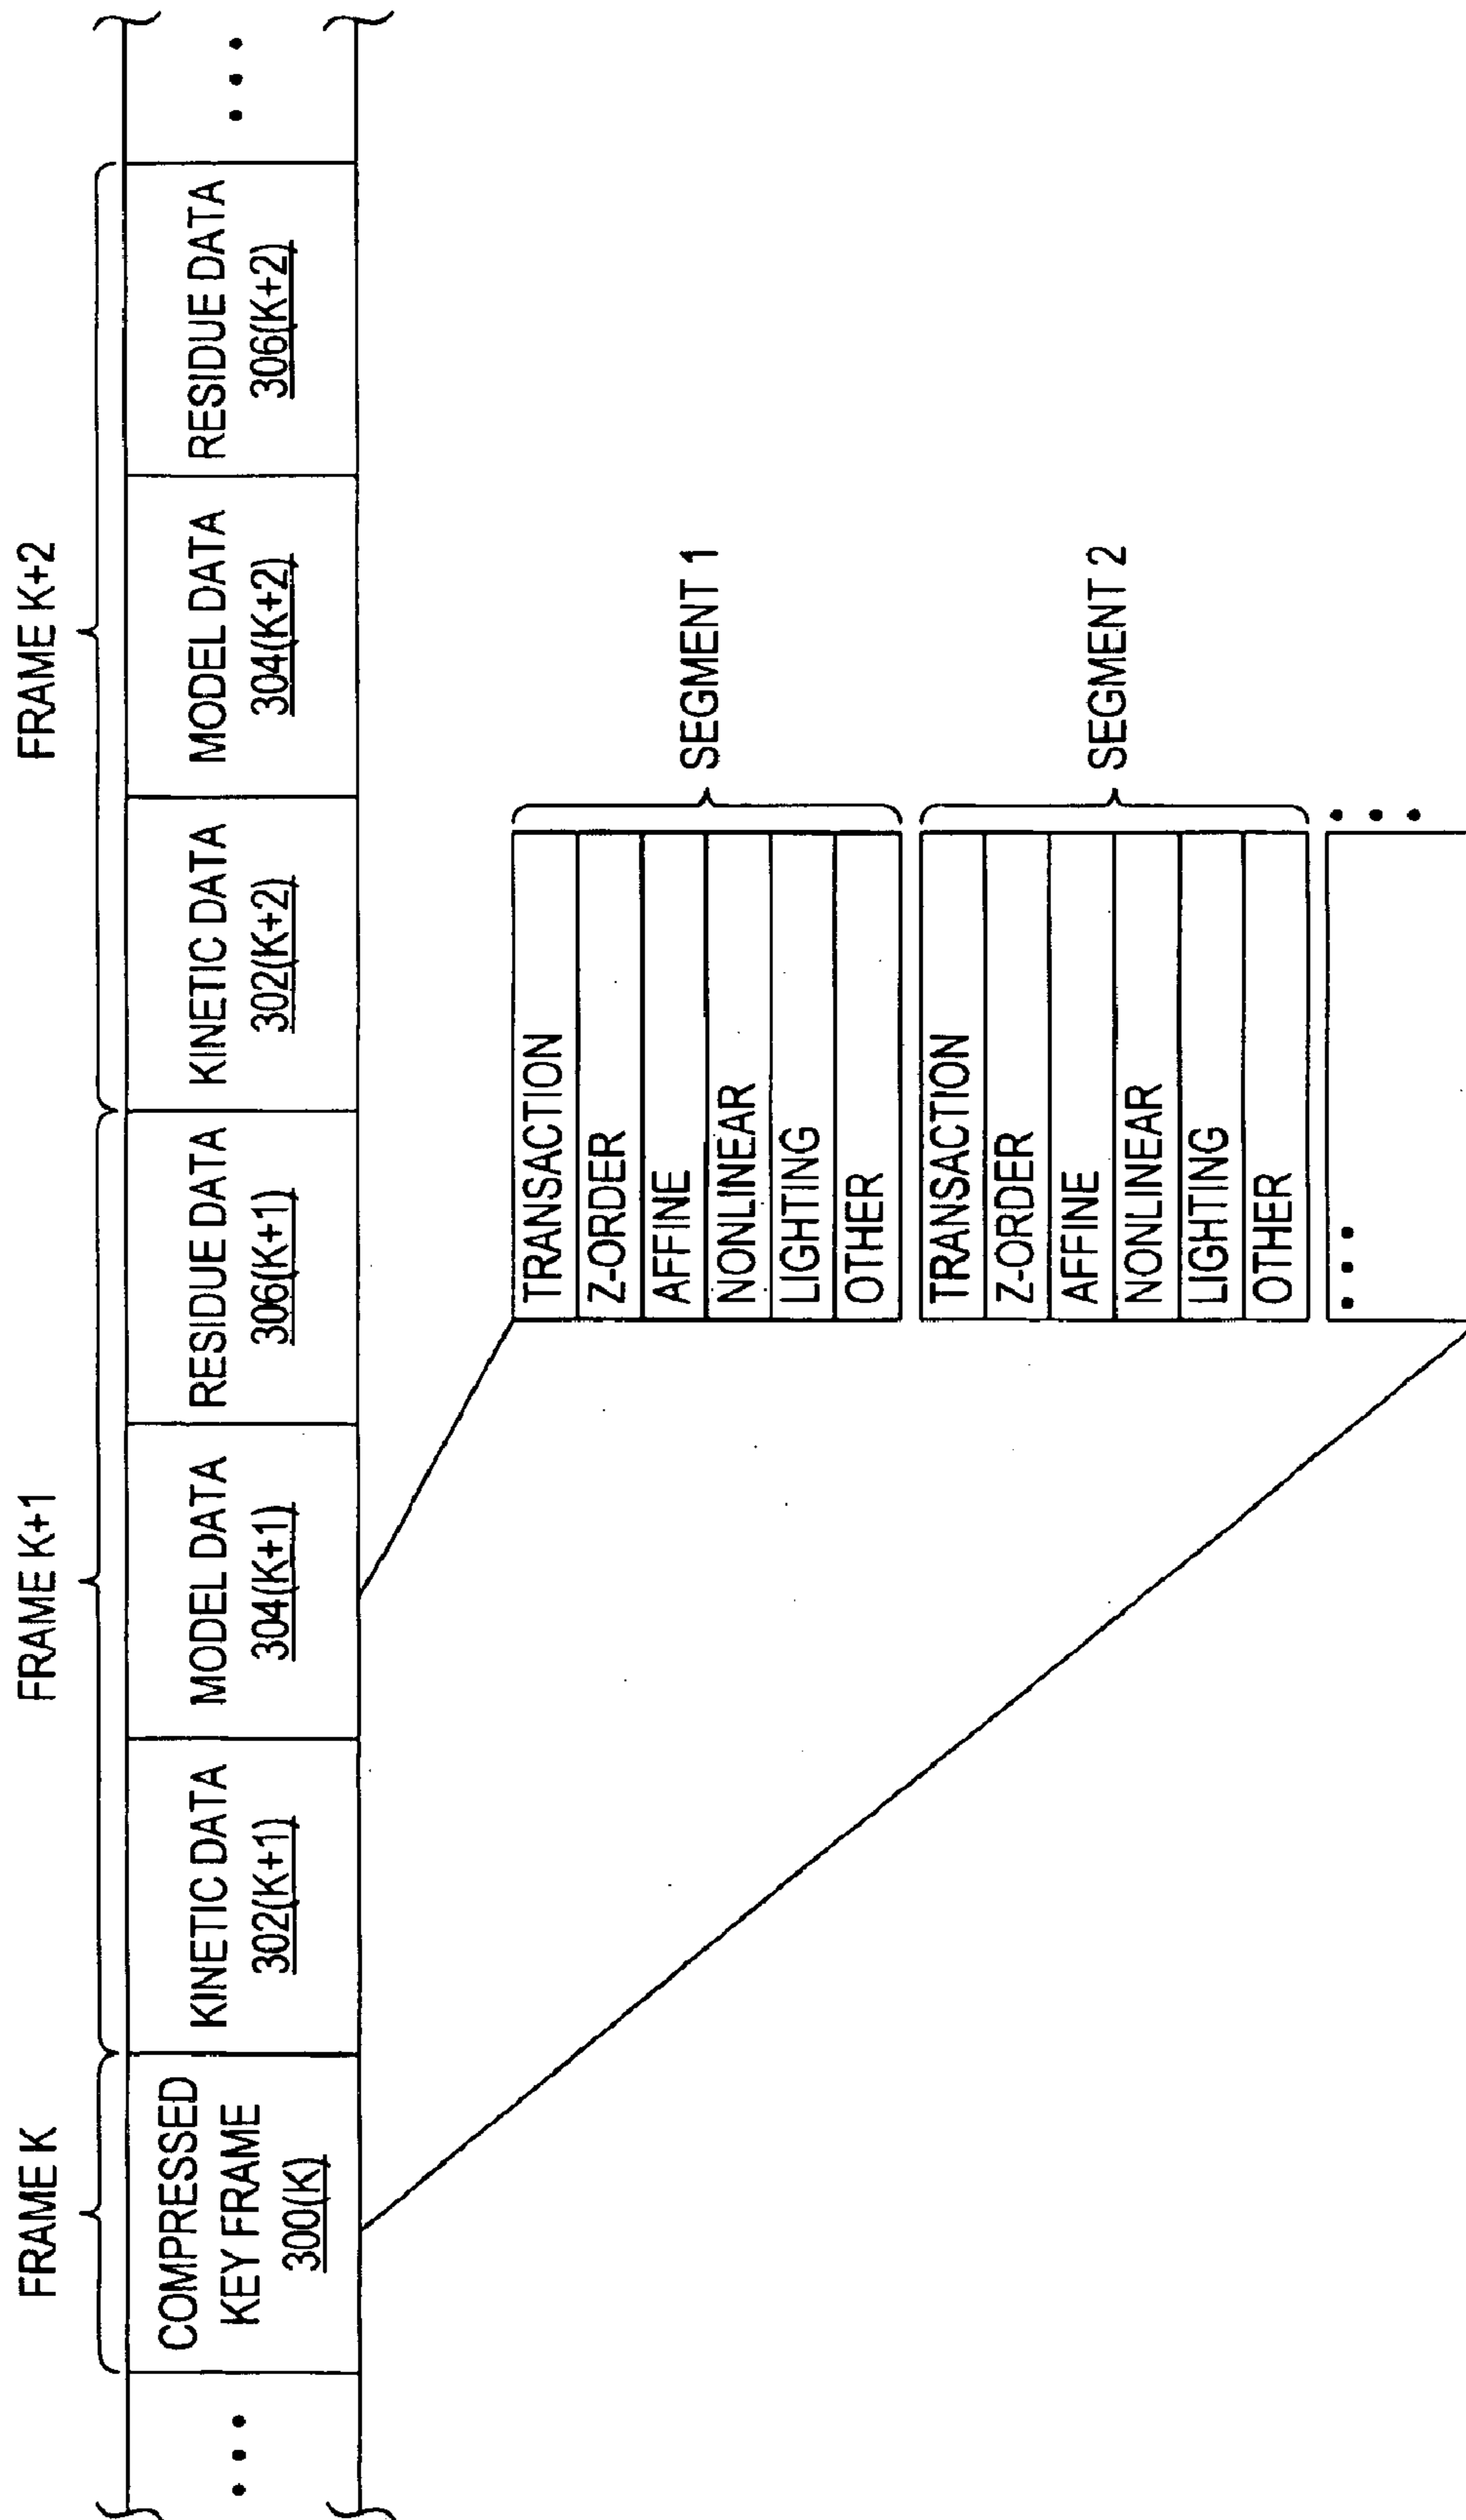 FRAME K
FRAME K+1
FRAME K+2
COMPRESSED
KEY FRAME
300(K)
KINETIC DATA
302(K+1)
MODEL DATA
304(K+1)
RESIDUE DATA
306(K+1)
KINETIC DATA
302(K+2)
MODEL DATA
304(K+2)
RESIDUE DATA
306(K+2)
TRANSACTION
Z-ORDER
AFFINE
NONLINEAR
LIGHTING
OTHER
SEGMENT 1
TRANSACTION
Z-ORDER
AFFINE
NONLINEAR
LIGHTING
OTHER
SEGMENT 2